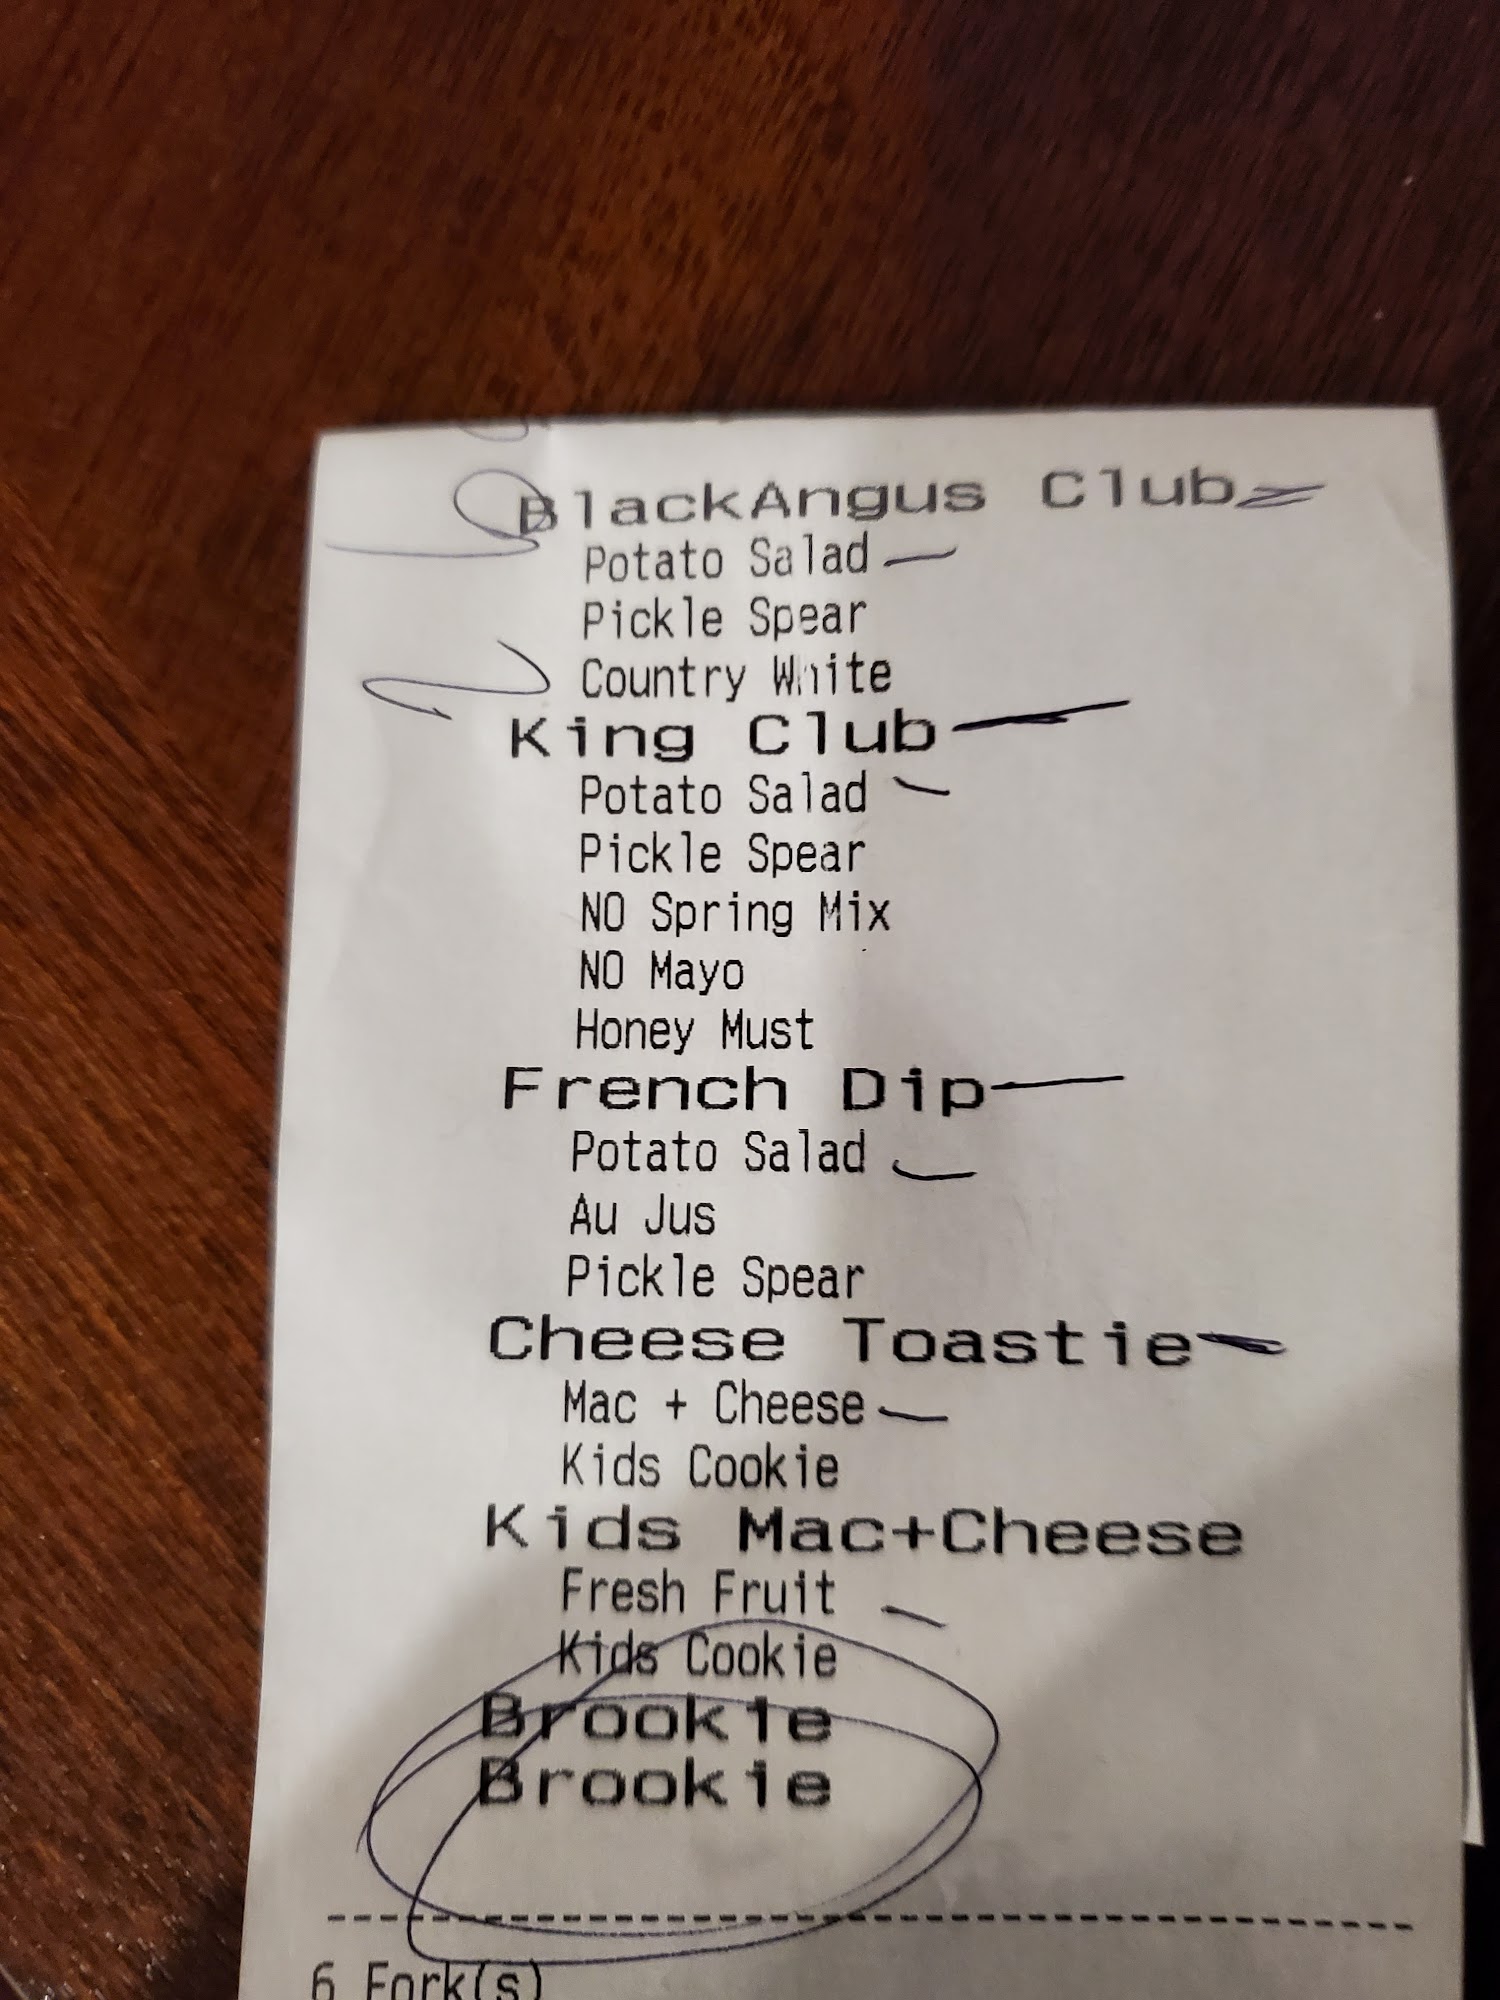 BlackAngus Club
Potato Salad
Pickle Spear
Country White
King Club
Potato Salad
Pickle Spear
NO Spring Mix
NO Mayo
Honey Must
French Dip
Potato Salad
Au Jus
Pickle Spear
Cheese Toastie
Mac + Cheese
Kids Cookie
Kids Mac+Cheese
Fresh Fruit
Kids Cookie
Brookie
Brookie
6 Fork(s)